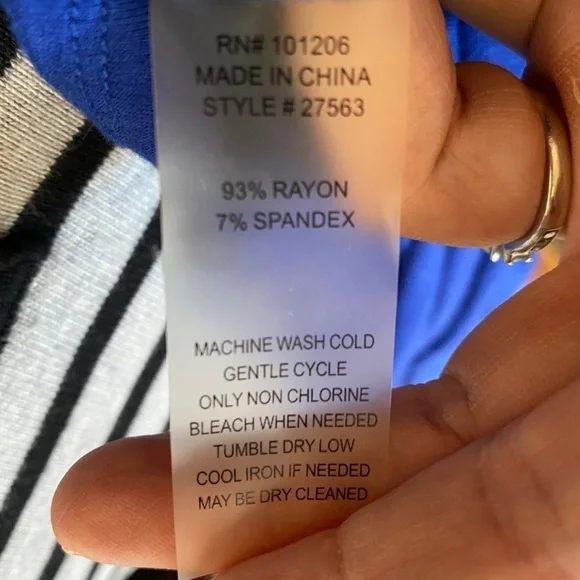 RN# 101206
MADE IN CHINA
STYLE # 27563
93% RAYON
7% SPANDEX
MACHINE WASH COLD
GENTLE CYCLE
ONLY NON CHLORINE
BLEACH WHEN NEEDED
TUMBLE DRY LOW
COOL IRON IF NEEDED
MAY BE DRY CLEANED